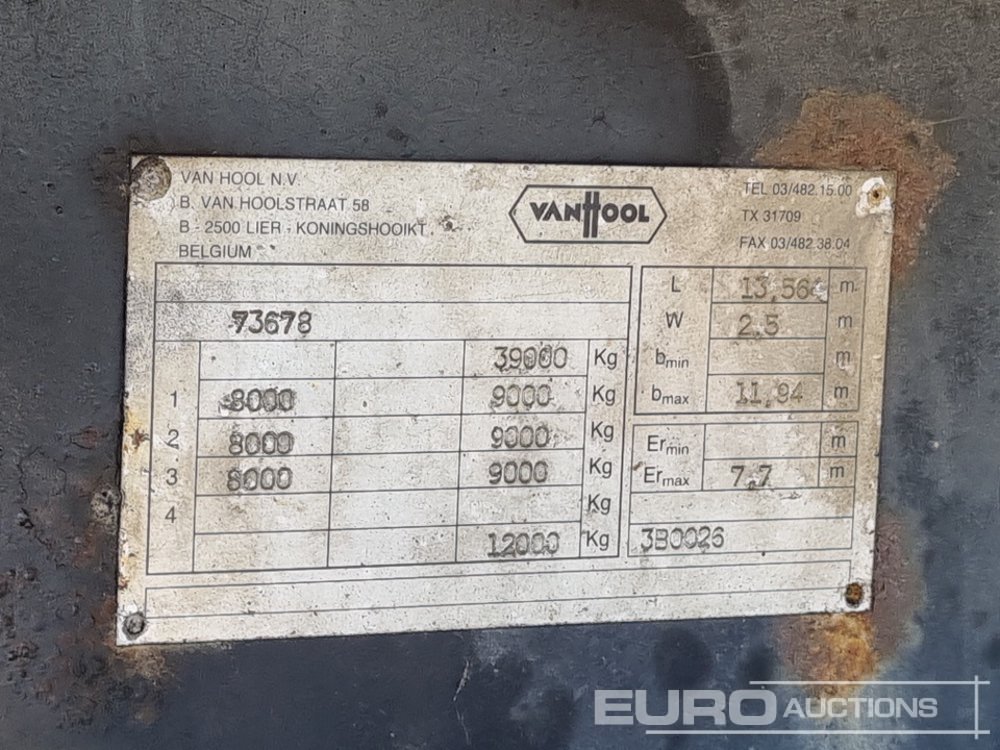 VAN HOOL N.V.
B. VAN HOOLSTRAAT 58
B - 2500 LIER - KONINGSHOOIKT
BELGIUM
VANHOOL
TEL 03/482.15.00
TX 31709
FAX 03/482.38.04
73678
39000 Kg
1 8000 9000 Kg
2 8000 9000 Kg
3 8000 9000 Kg
4 Kg
12000 Kg
L 13,564 m
W 2,5 m
bmin m
bmax 11,94 m
Ermin m
Ermax 7,7 m
3B0026
EURO AUCTIONS